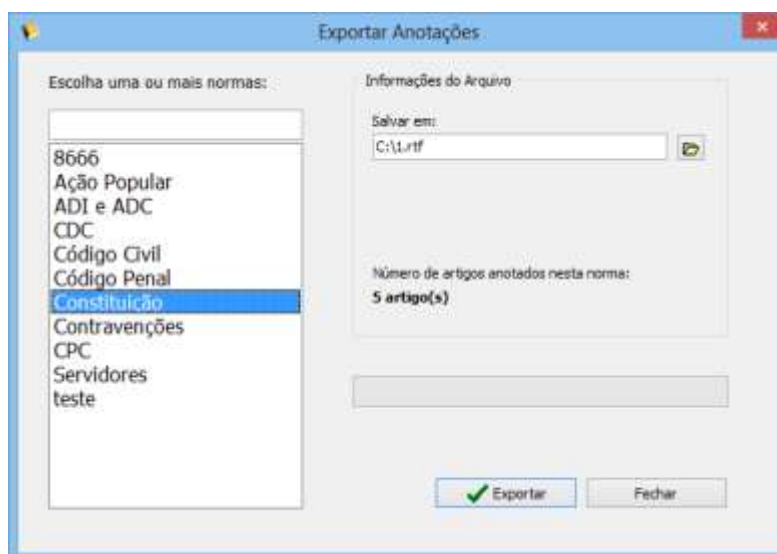 Exportar Anotações
Escolha uma ou mais normas:
8666
Ação Popular
ADI e ADC
CDC
Código Civil
Código Penal
Constituição
Contravenções
CPC
Servidores
teste
Informações do Arquivo
Salvar em:
C:\1.rtf
Número de artigos anotados nesta norma:
5 artigo(s)
Exportar
Fechar